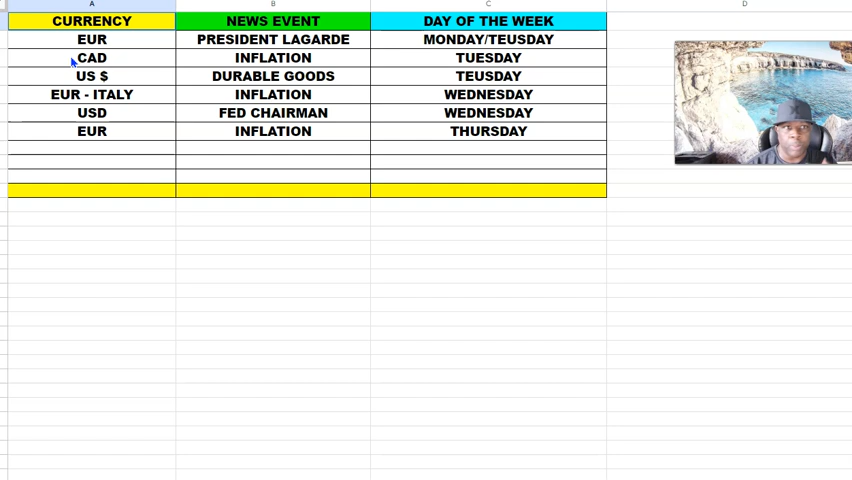 A B C D
CURRENCY NEWS EVENT DAY OF THE WEEK
EUR PRESIDENT LAGARDE MONDAY/TEUSDAY
CAD INFLATION TUESDAY
US $ DURABLE GOODS TEUSDAY
EUR - ITALY INFLATION WEDNESDAY
USD FED CHAIRMAN WEDNESDAY
EUR INFLATION THURSDAY